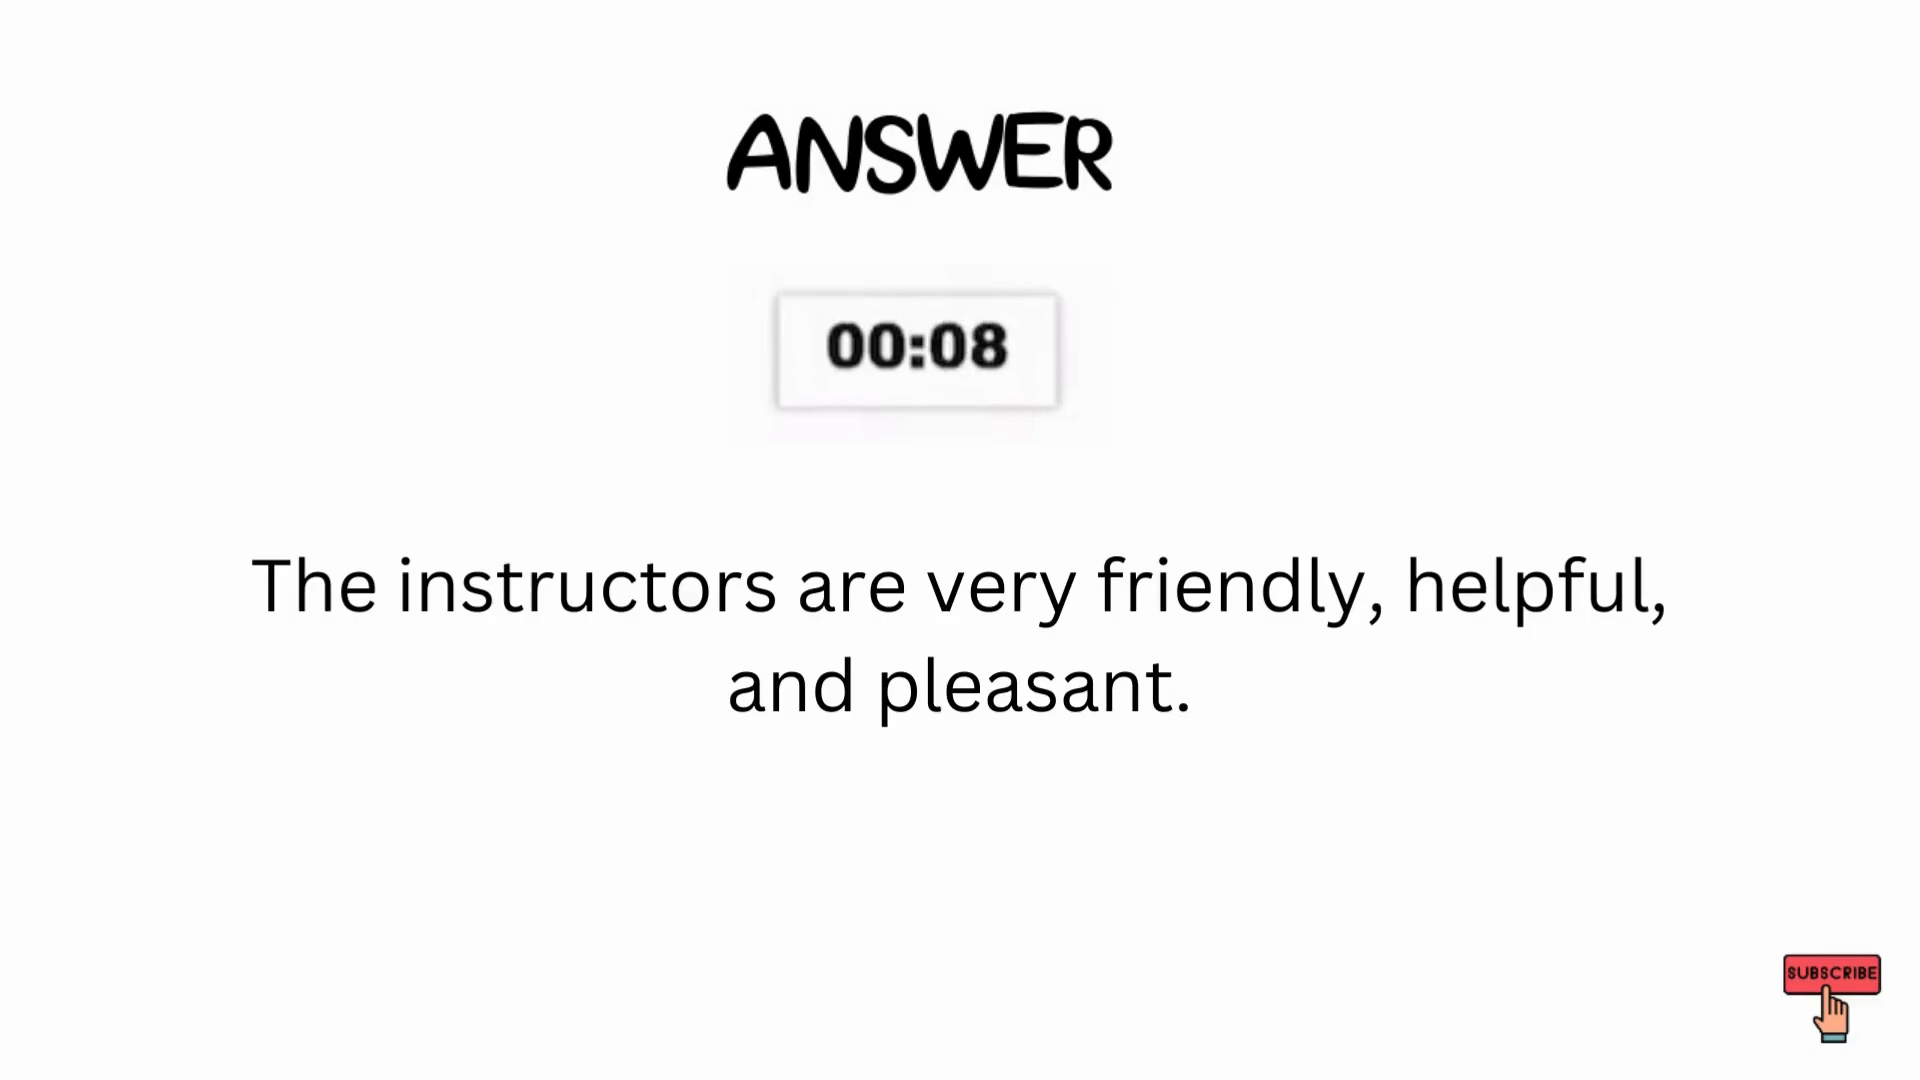 ANSWER
00:08
The instructors are very friendly, helpful,
and pleasant.
SUBSCRIBE